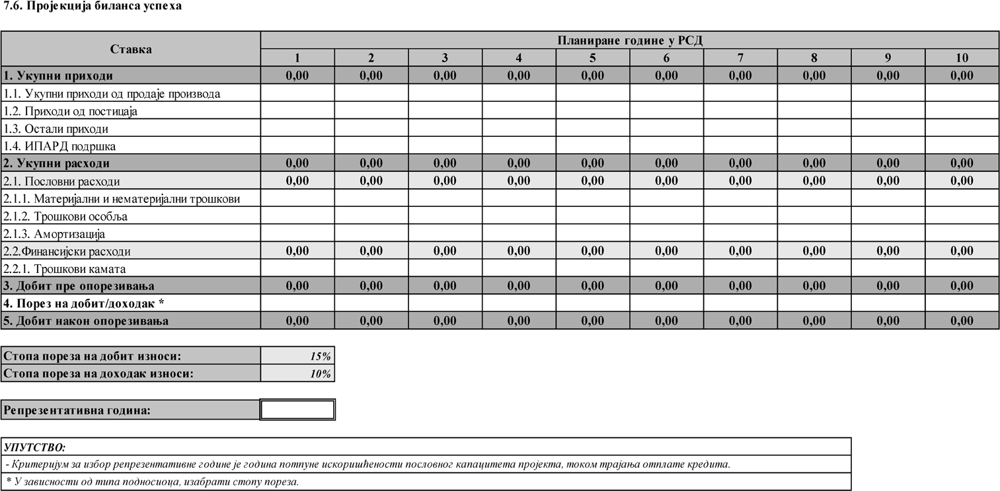 7.6. Пројекција биланса успеха
Ставка Планиране године у РСД
1 2 3 4 5 6 7 8 9 10
1. Укупни приходи 0,00 0,00 0,00 0,00 0,00 0,00 0,00 0,00 0,00 0,00
1.1. Укупни приходи од продаје производа
1.2. Приходи од постицаја
1.3. Остали приходи
1.4. ИПАРД подршка
2. Укупни расходи 0,00 0,00 0,00 0,00 0,00 0,00 0,00 0,00 0,00 0,00
2.1. Пословни расходи 0,00 0,00 0,00 0,00 0,00 0,00 0,00 0,00 0,00 0,00
2.1.1. Материјални и нематеријални трошкови
2.1.2. Трошкови особља
2.1.3. Амортизација
2.2.Финансијски расходи 0,00 0,00 0,00 0,00 0,00 0,00 0,00 0,00 0,00 0,00
2.2.1. Трошкови камата
3. Добит пре опорезивања 0,00 0,00 0,00 0,00 0,00 0,00 0,00 0,00 0,00 0,00
4. Порез на добит/доходак *
5. Добит након опорезивања 0,00 0,00 0,00 0,00 0,00 0,00 0,00 0,00 0,00 0,00
Стопа пореза на добит износи: 15%
Стопа пореза на доходак износи: 10%
Репрезентативна година:
УПУТСТВО:
- Критеријум за избор репрезентативне године је година потпуне искоришћености пословног капацитета пројекта, током трајања отплате кредита.
* У зависности од типа подносиоца, изабрати стопу пореза.